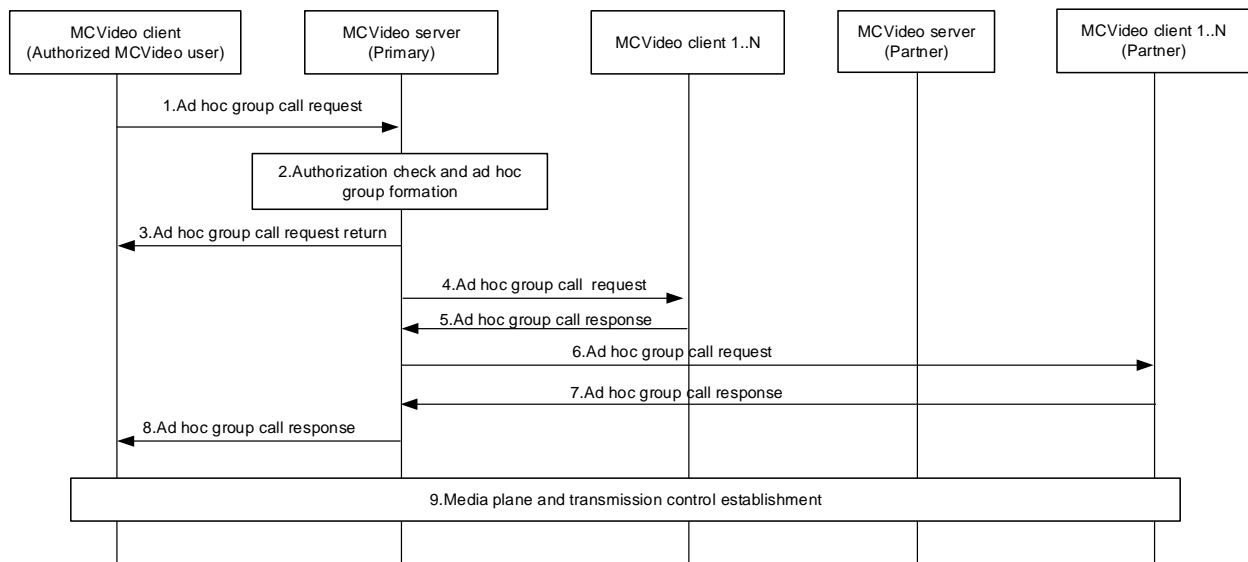 MCVideo client
(Authorized MCVideo user)
MCVideo server
(Primary)
MCVideo client 1..N
MCVideo server
(Partner)
MCVideo client 1..N
(Partner)
1.Ad hoc group call request
2.Authorization check and ad hoc
group formation
3.Ad hoc group call request return
4.Ad hoc group call  request
5.Ad hoc group call response
6.Ad hoc group call request
7.Ad hoc group call response
8.Ad hoc group call response
9.Media plane and transmission control establishment